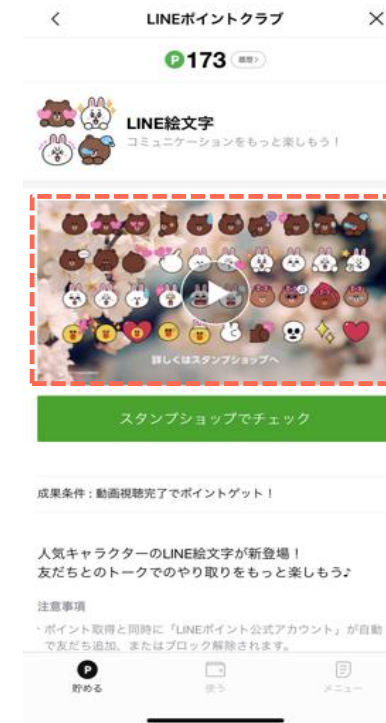 LINEポイントクラブ
P 173 履歴>
LINE絵文字
コミュニケーションをもっと楽しもう!
詳しくはスタンプショップへ
スタンプショップでチェック
成果条件 : 動画視聴完了でポイントゲット!
人気キャラクターのLINE絵文字が新登場!
友だちとのトークでのやり取りをもっと楽しもう♪
注意事項
・ポイント取得と同時に「LINEポイント公式アカウント」が自動
で友だち追加、またはブロック解除されます。
P
貯める 使う メニュー